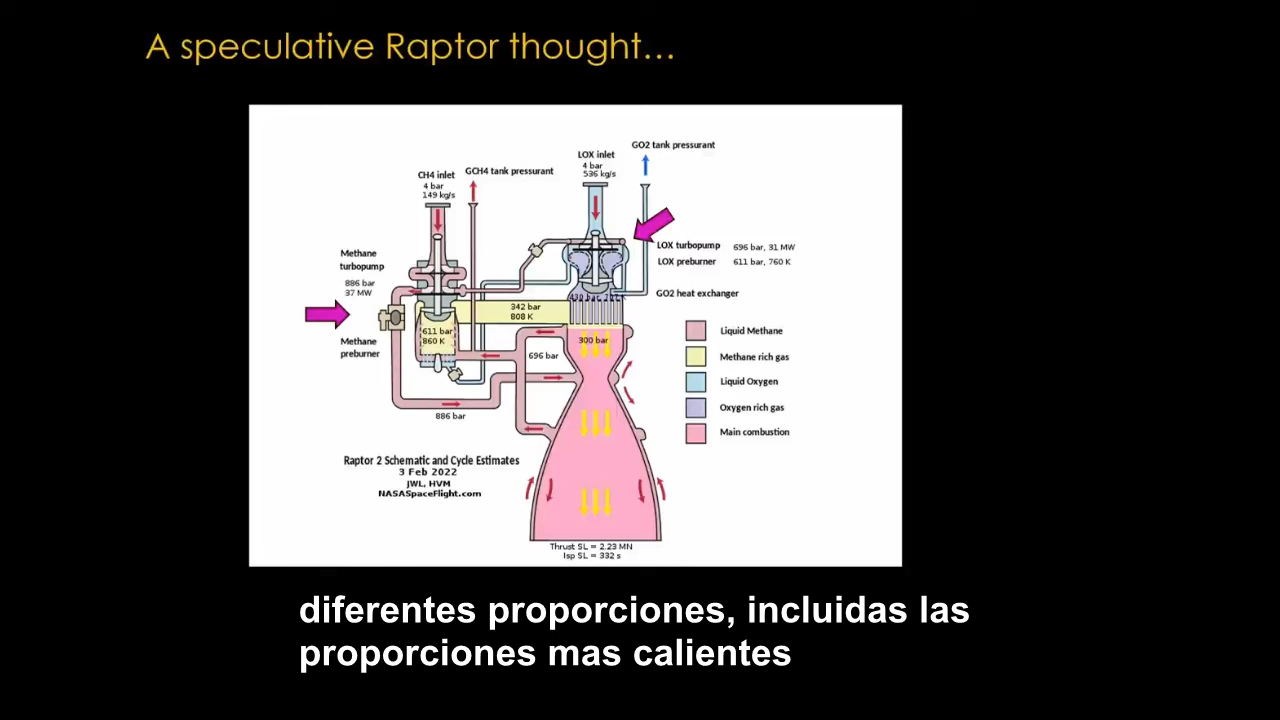 A speculative Raptor thought...
GO2 tank pressurant
LOX inlet
4 bar
536 kg/s
CH4 inlet
4 bar
149 kg/s
GCH4 tank pressurant
Methane
turbopump
886 bar
37 MW
LOX turbopump 696 bar, 31 MW
LOX preburner 611 bar, 760 K
GO2 heat exchanger
342 bar
808 K
611 bar
860 K
Methane
preburner
300 bar
696 bar
886 bar
Liquid Methane
Methane rich gas
Liquid Oxygen
Oxygen rich gas
Main combustion
Raptor 2 Schematic and Cycle Estimates
3 Feb 2022
JWL, HVM
NASASpaceFlight.com
Thrust SL = 2.23 MN
Isp SL = 332 s
diferentes proporciones, incluidas las
proporciones mas calientes